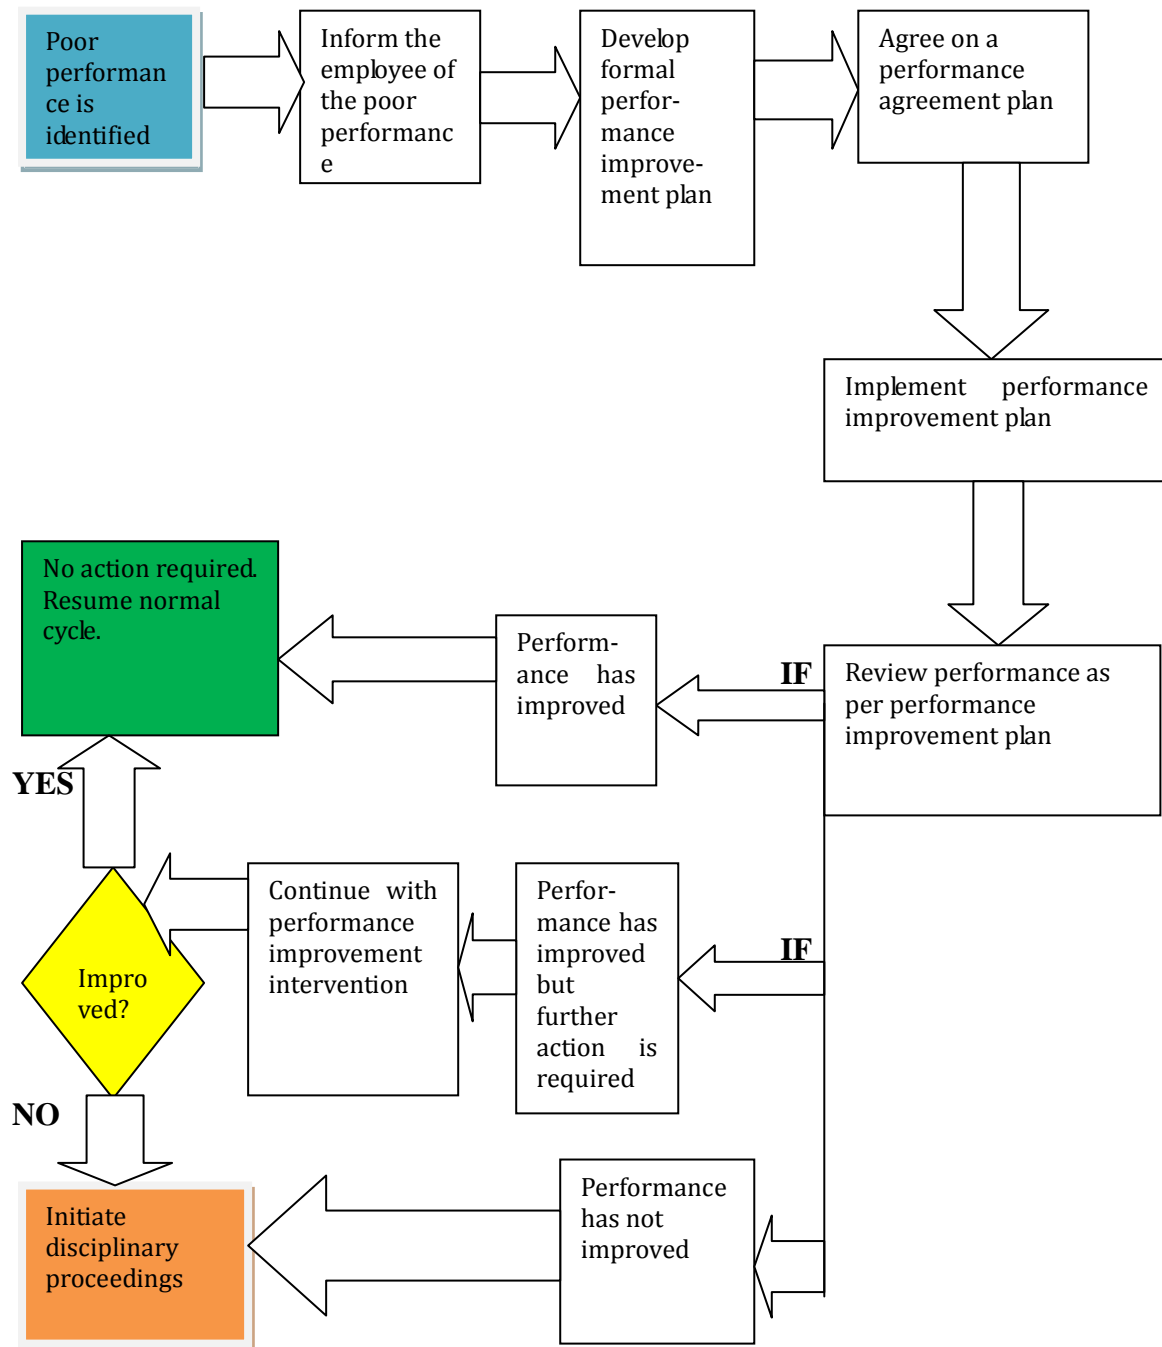 Poor
performan
ce is
identified
Inform the
employee of
the poor
performanc
e
Develop
formal
perfor-
mance
improve-
ment plan
Agree on a
performance
agreement plan
Implement performance
improvement plan
No action required.
Resume normal
cycle.
Perform-
ance has
improved
IF
Review performance as
per performance
improvement plan
YES
Impro
ved?
Continue with
performance
improvement
intervention
Perfor-
mance has
improved
but
further
action is
required
IF
NO
Initiate
disciplinary
proceedings
Performance
has not
improved